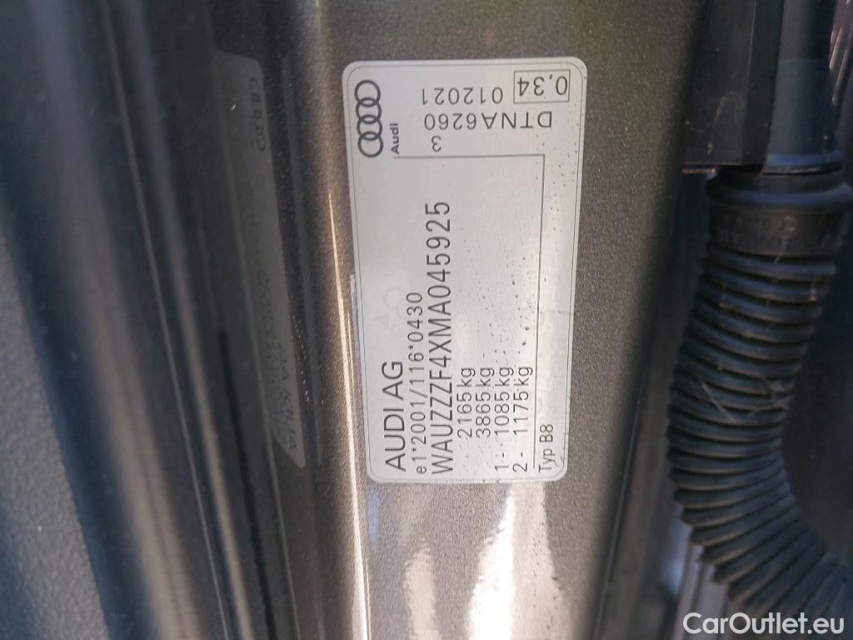 AUDI AG
e1*2001/116*0430
WAUZZZF4XMA045925
2165 kg
3865 kg
1 - 1085 kg
2 - 1175 kg
Typ B8
Audi
DTNA6260
3
012021
0,34
CarOutlet.eu